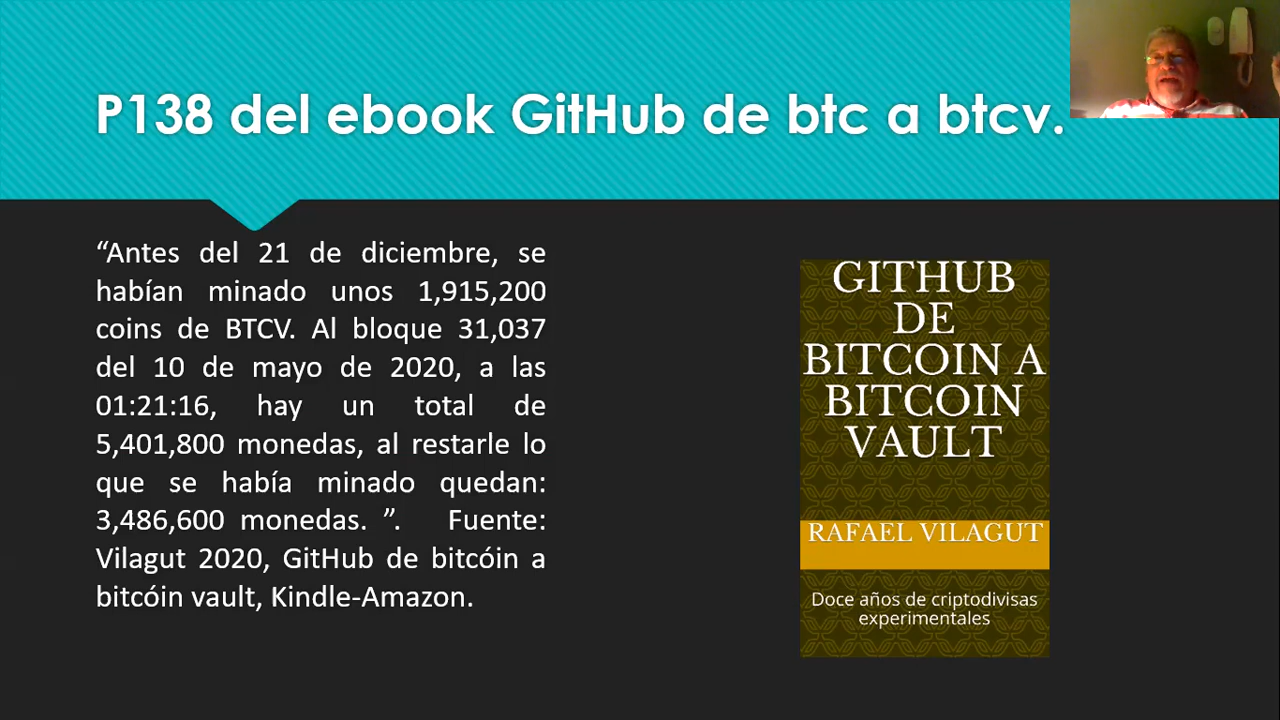 P138 del ebook GitHub de btc a btcv.
“Antes del 21 de diciembre, se
habían minado unos 1,915,200
coins de BTCV. Al bloque 31,037
del 10 de mayo de 2020, a las
01:21:16, hay un total de
5,401,800 monedas, al restarle lo
que se había minado quedan:
3,486,600 monedas. ”. Fuente:
Vilagut 2020, GitHub de bitcóin a
bitcóin vault, Kindle-Amazon.
GITHUB
DE
BITCOIN A
BITCOIN
VAULT
RAFAEL VILAGUT
Doce años de criptodivisas
experimentales